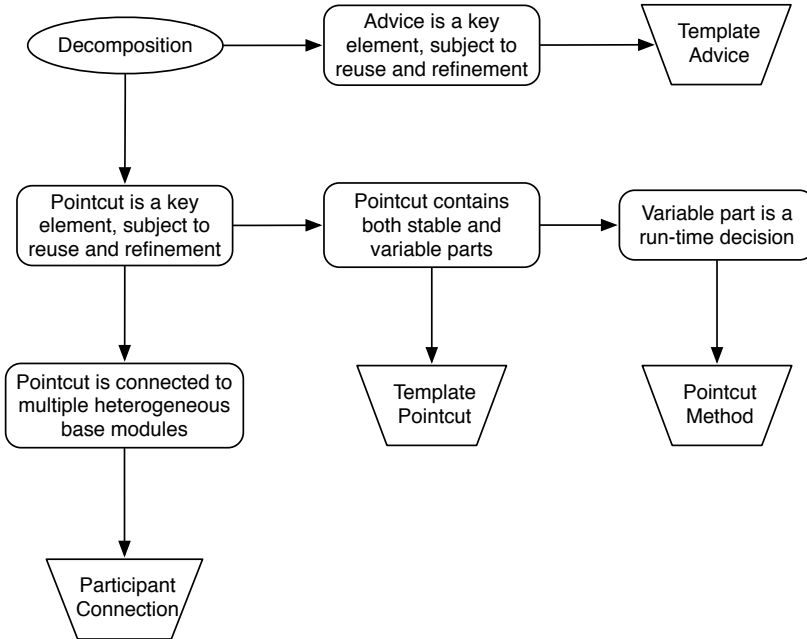 Decomposition
Advice is a key
element, subject to
reuse and refinement
Template
Advice
Pointcut is a key
element, subject to
reuse and refinement
Pointcut contains
both stable and
variable parts
Variable part is a
run-time decision
Pointcut is connected to
multiple heterogeneous
base modules
Template
Pointcut
Pointcut
Method
Participant
Connection